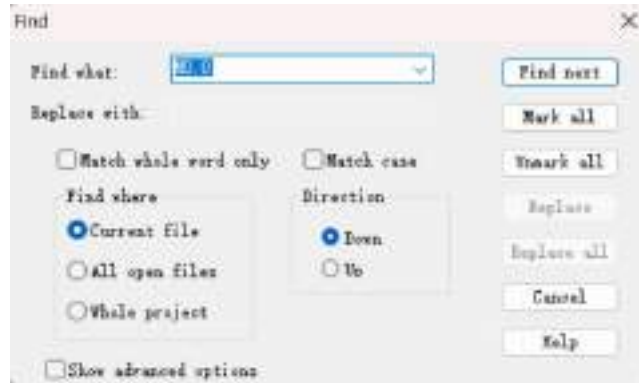 Find
Find what:
Find next
Replace with:
Mark all
Match whole word only
Match case
Unmark all
Find where
Direction
Replace
Current file
Down
All open files
Up
Replace all
Whole project
Cancel
Help
Show advanced options